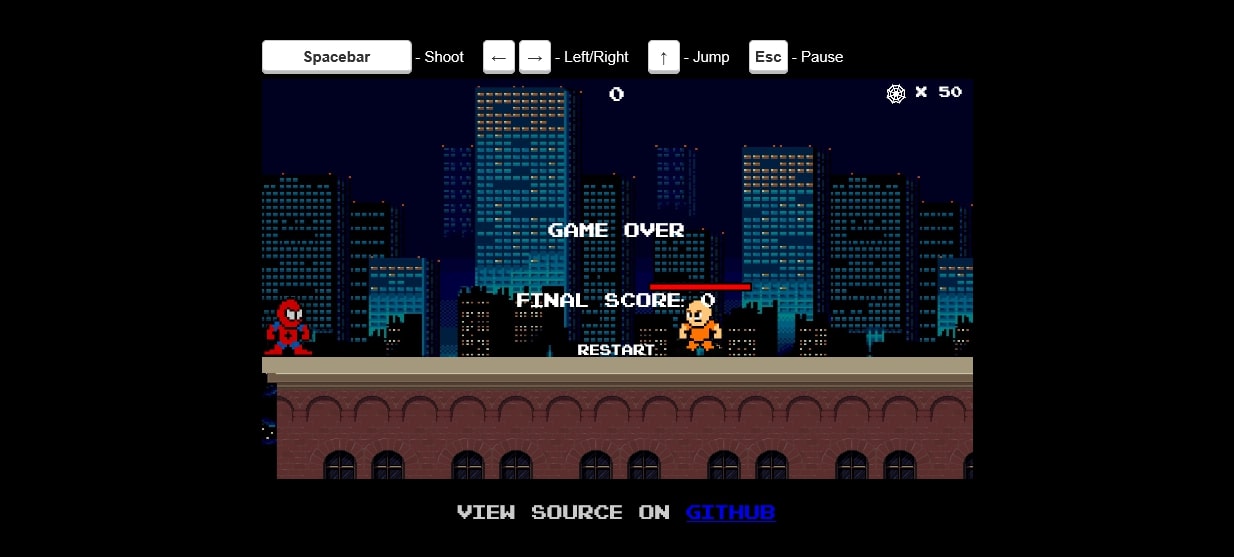 Spacebar - Shoot ← → - Left/Right ↑ - Jump Esc - Pause
0 × 50
GAME OVER
FINAL SCORE: 0
RESTART
VIEW SOURCE ON GITHUB